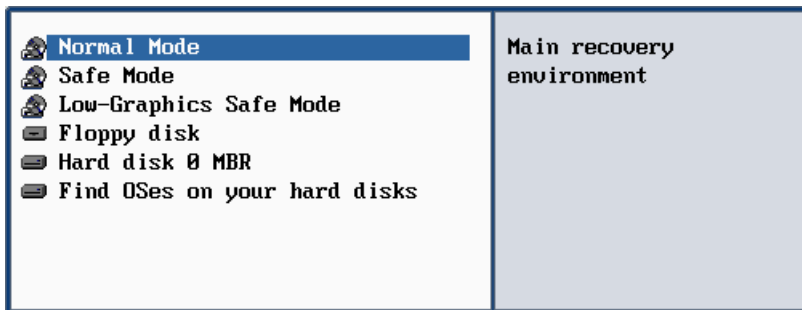 Normal Mode
Safe Mode
Low-Graphics Safe Mode
Floppy disk
Hard disk 0 MBR
Find OSes on your hard disks
Main recovery
environment